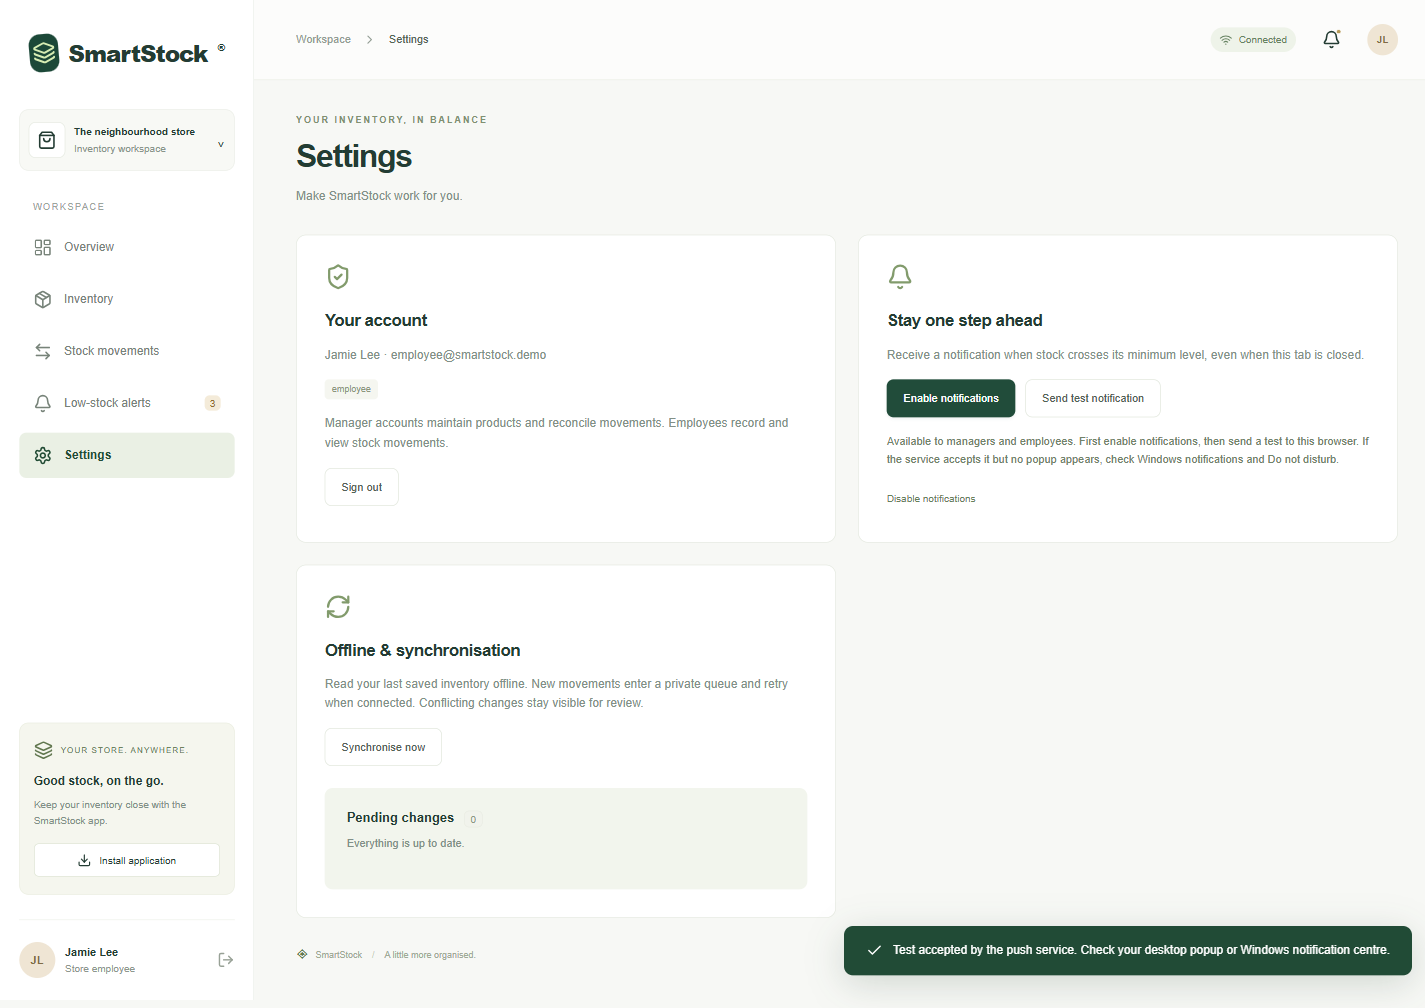 SmartStock ®
The neighbourhood store
Inventory workspace
WORKSPACE
Overview
Inventory
Stock movements
Low-stock alerts 3
Settings
YOUR STORE. ANYWHERE.
Good stock, on the go.
Keep your inventory close with the
SmartStock app.
Install application
JL
Jamie Lee
Store employee
Workspace > Settings
Connected
JL
YOUR INVENTORY, IN BALANCE
Settings
Make SmartStock work for you.
Your account
Jamie Lee · employee@smartstock.demo
employee
Manager accounts maintain products and reconcile movements. Employees record and
view stock movements.
Sign out
Stay one step ahead
Receive a notification when stock crosses its minimum level, even when this tab is closed.
Enable notifications
Send test notification
Available to managers and employees. First enable notifications, then send a test to this browser. If
the service accepts it but no popup appears, check Windows notifications and Do not disturb.
Disable notifications
Offline & synchronisation
Read your last saved inventory offline. New movements enter a private queue and retry
when connected. Conflicting changes stay visible for review.
Synchronise now
Pending changes 0
Everything is up to date.
SmartStock / A little more organised.
Test accepted by the push service. Check your desktop popup or Windows notification centre.